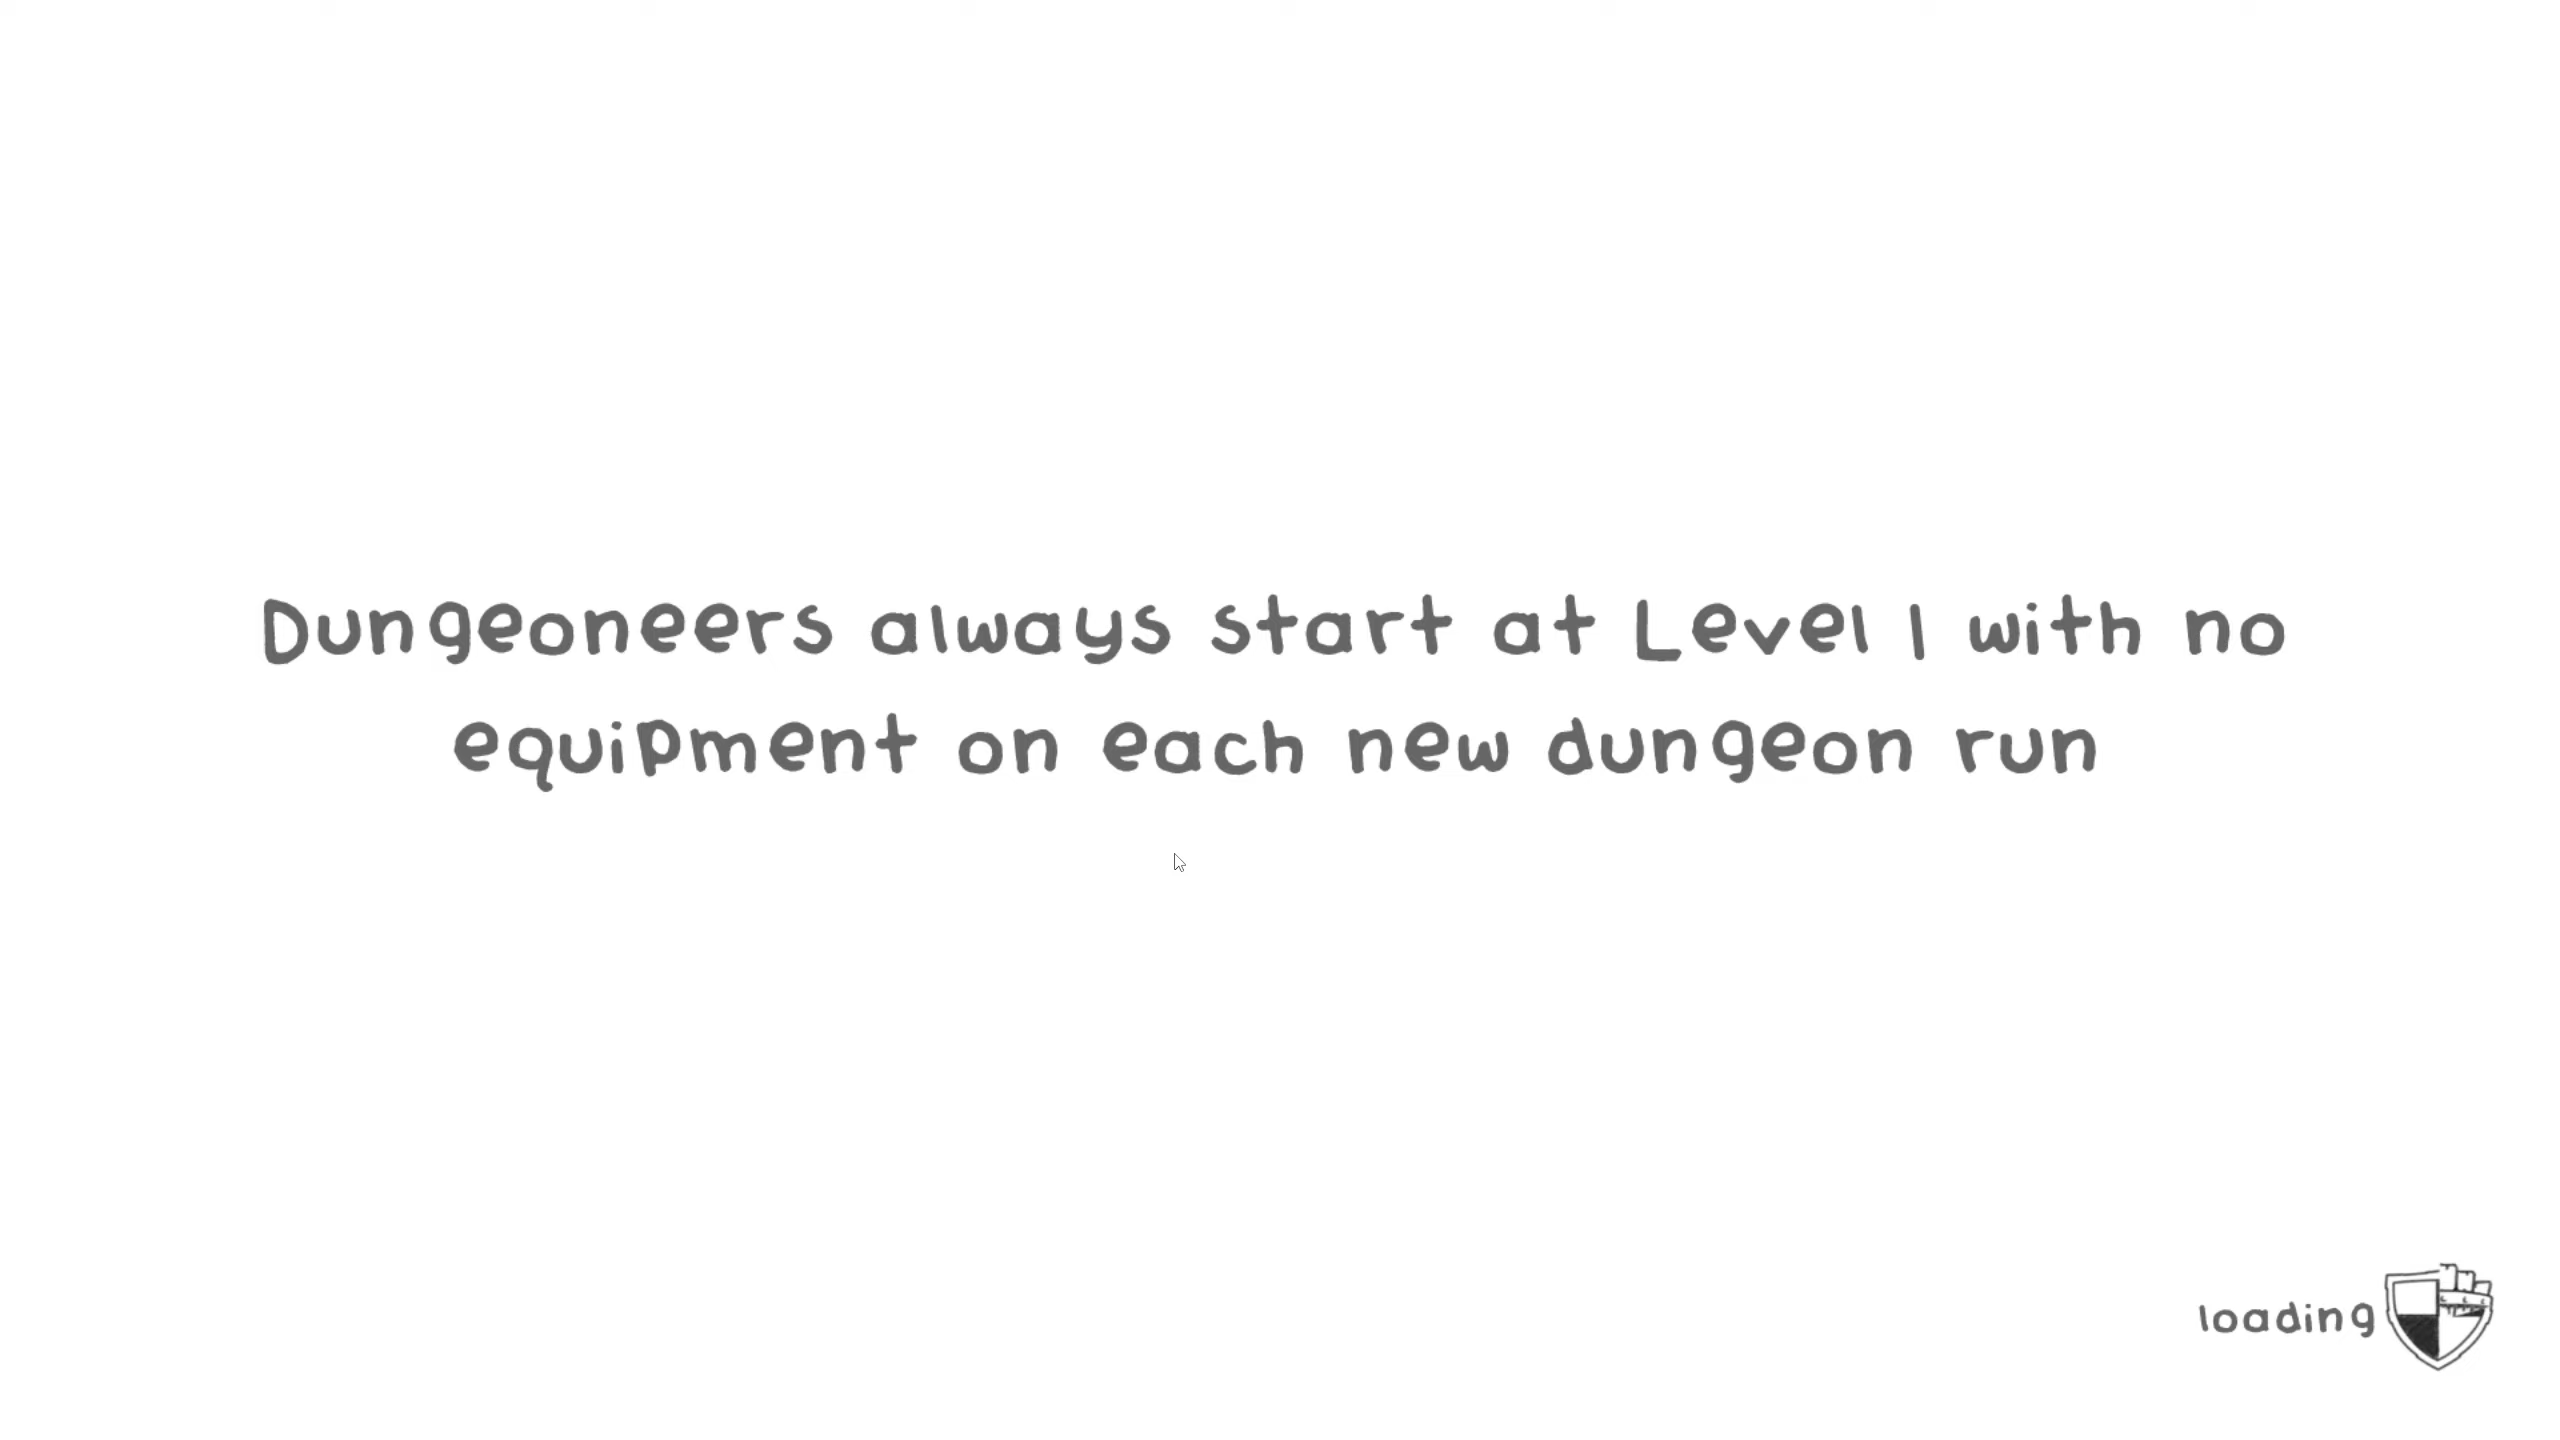 Dungeoneers always start at Level 1 with no
equipment on each new dungeon run
loading